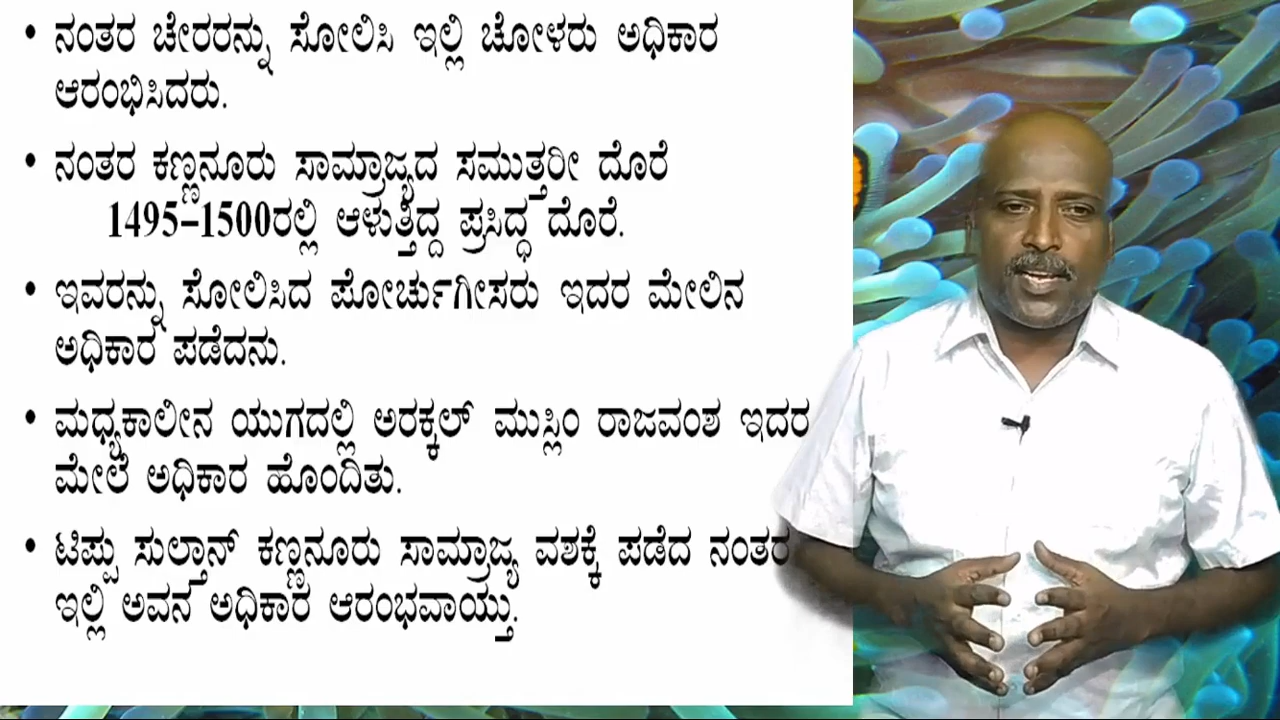 • ನಂತರ ಚೇರರನ್ನು ಸೋಲಿಸಿ ಇಲ್ಲಿ ಚೋಳರು ಅಧಿಕಾರ
ಆರಂಭಿಸಿದರು.
• ನಂತರ ಕಣ್ಣನೂರು ಸಾಮ್ರಾಜ್ಯದ ಸಮುತ್ತರೀ ದೊರೆ
1495-1500ರಲ್ಲಿ ಆಳುತ್ತಿದ್ದ ಪ್ರಸಿದ್ಧ ದೊರೆ.
• ಇವರನ್ನು ಸೋಲಿಸಿದ ಪೋರ್ಚುಗೀಸರು ಇದರ ಮೇಲಿನ
ಅಧಿಕಾರ ಪಡೆದನು.
• ಮಧ್ಯಕಾಲೀನ ಯುಗದಲ್ಲಿ ಅರಕ್ಕಲ್ ಮುಸ್ಲಿಂ ರಾಜವಂಶ ಇದರ
ಮೇಲೆ ಅಧಿಕಾರ ಹೊಂದಿತು.
• ಟಿಪ್ಪು ಸುಲ್ತಾನ್ ಕಣ್ಣನೂರು ಸಾಮ್ರಾಜ್ಯ ವಶಕ್ಕೆ ಪಡೆದ ನಂತರ
ಇಲ್ಲಿ ಅವನ ಅಧಿಕಾರ ಆರಂಭವಾಯ್ತು.